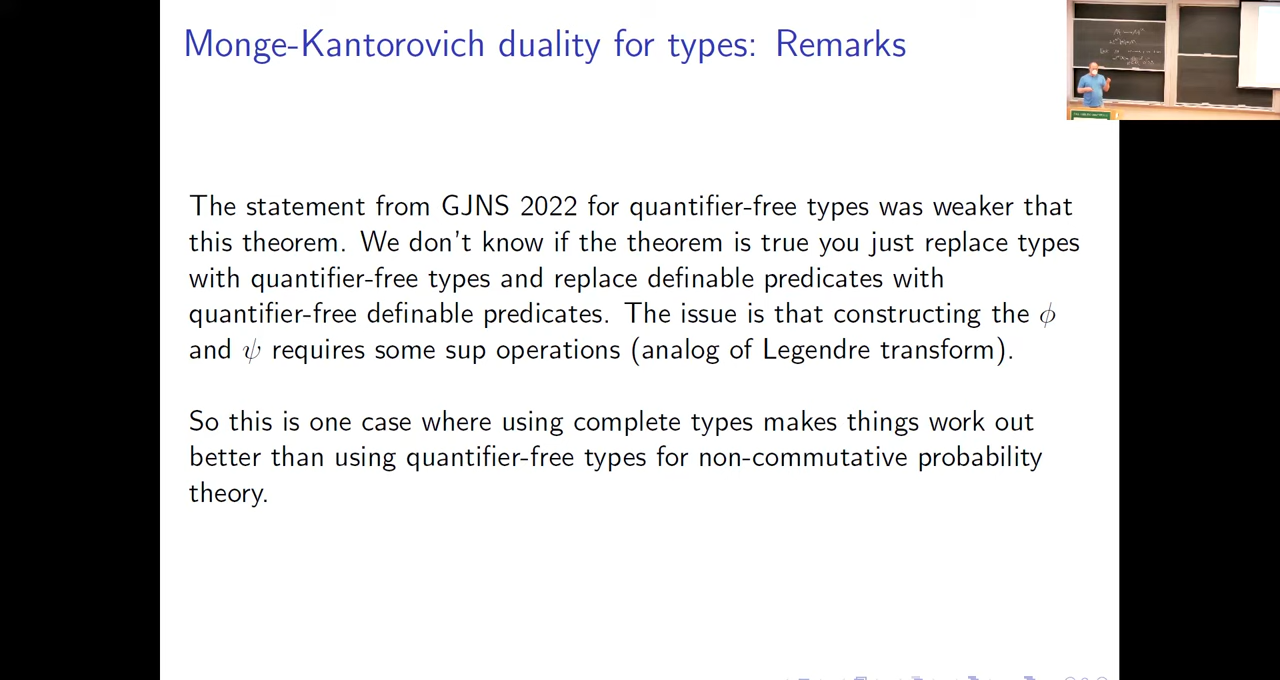 Monge-Kantorovich duality for types: Remarks
The statement from GJNS 2022 for quantifier-free types was weaker that
this theorem. We don't know if the theorem is true you just replace types
with quantifier-free types and replace definable predicates with
quantifier-free definable predicates. The issue is that constructing the ϕ
and ψ requires some sup operations (analog of Legendre transform).
So this is one case where using complete types makes things work out
better than using quantifier-free types for non-commutative probability
theory.